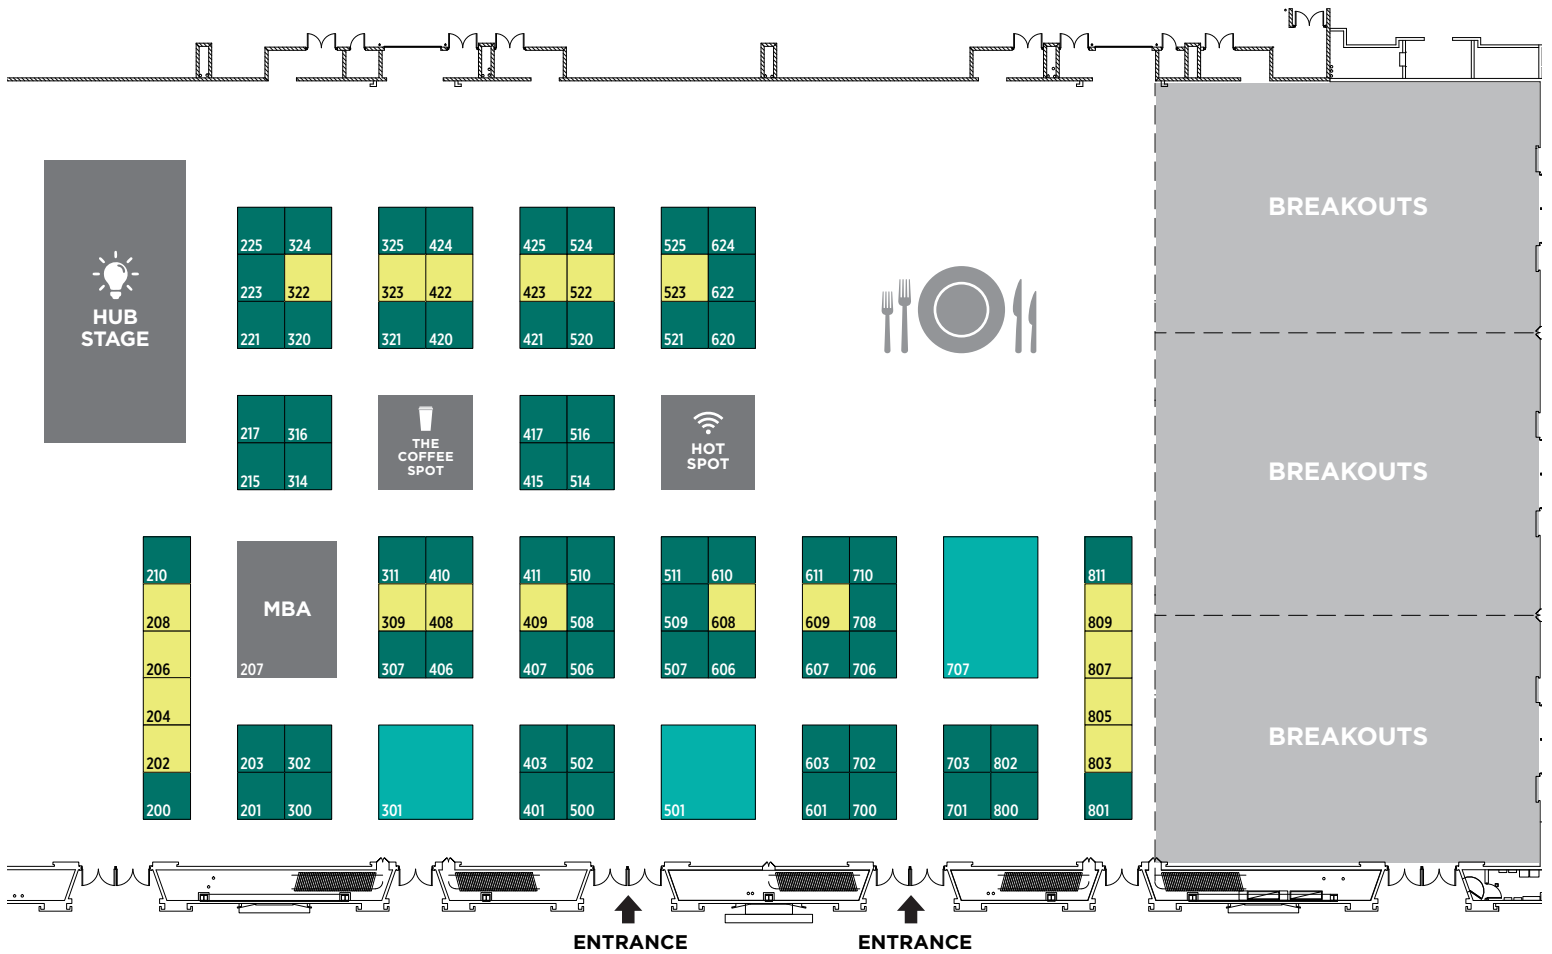 BREAKOUTS
225 324 325 424 425 524 525 624
223 322 323 422 423 522 523 622
HUB
STAGE
221 320 321 420 421 520 521 620
217 316
THE
COFFEE
SPOT
417 516
HOT
SPOT
215 314 415 514
BREAKOUTS
210 311 410 411 510 511 610 611 710 811
MBA
208 309 408 409 508 509 608 609 708 809
206 207 307 406 407 506 507 606 607 706 707 807
204 805
BREAKOUTS
202 203 302 403 502 603 702 703 802 803
200 201 300 301 401 500 501 601 700 701 800 801
ENTRANCE ENTRANCE